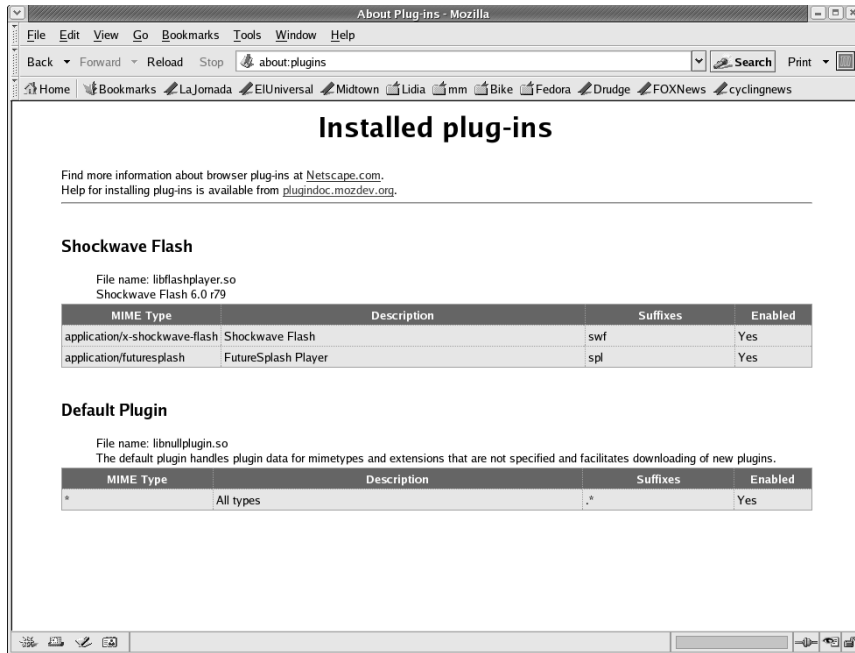 About Plug-ins - Mozilla
File Edit View Go Bookmarks Tools Window Help
Back Forward Reload Stop about:plugins Search Print
Home Bookmarks LaJornada ElUniversal Midtown Lidia mm Bike Fedora Drudge FOXNews cyclingnews
Installed plug-ins
Find more information about browser plug-ins at Netscape.com.
Help for installing plug-ins is available from plugindoc.mozdev.org.
Shockwave Flash
File name: libflashplayer.so
Shockwave Flash 6.0 r79
MIME Type Description Suffixes Enabled
application/x-shockwave-flash Shockwave Flash swf Yes
application/futuresplash FutureSplash Player spl Yes
Default Plugin
File name: libnullplugin.so
The default plugin handles plugin data for mimetypes and extensions that are not specified and facilitates downloading of new plugins.
MIME Type Description Suffixes Enabled
* All types .* Yes